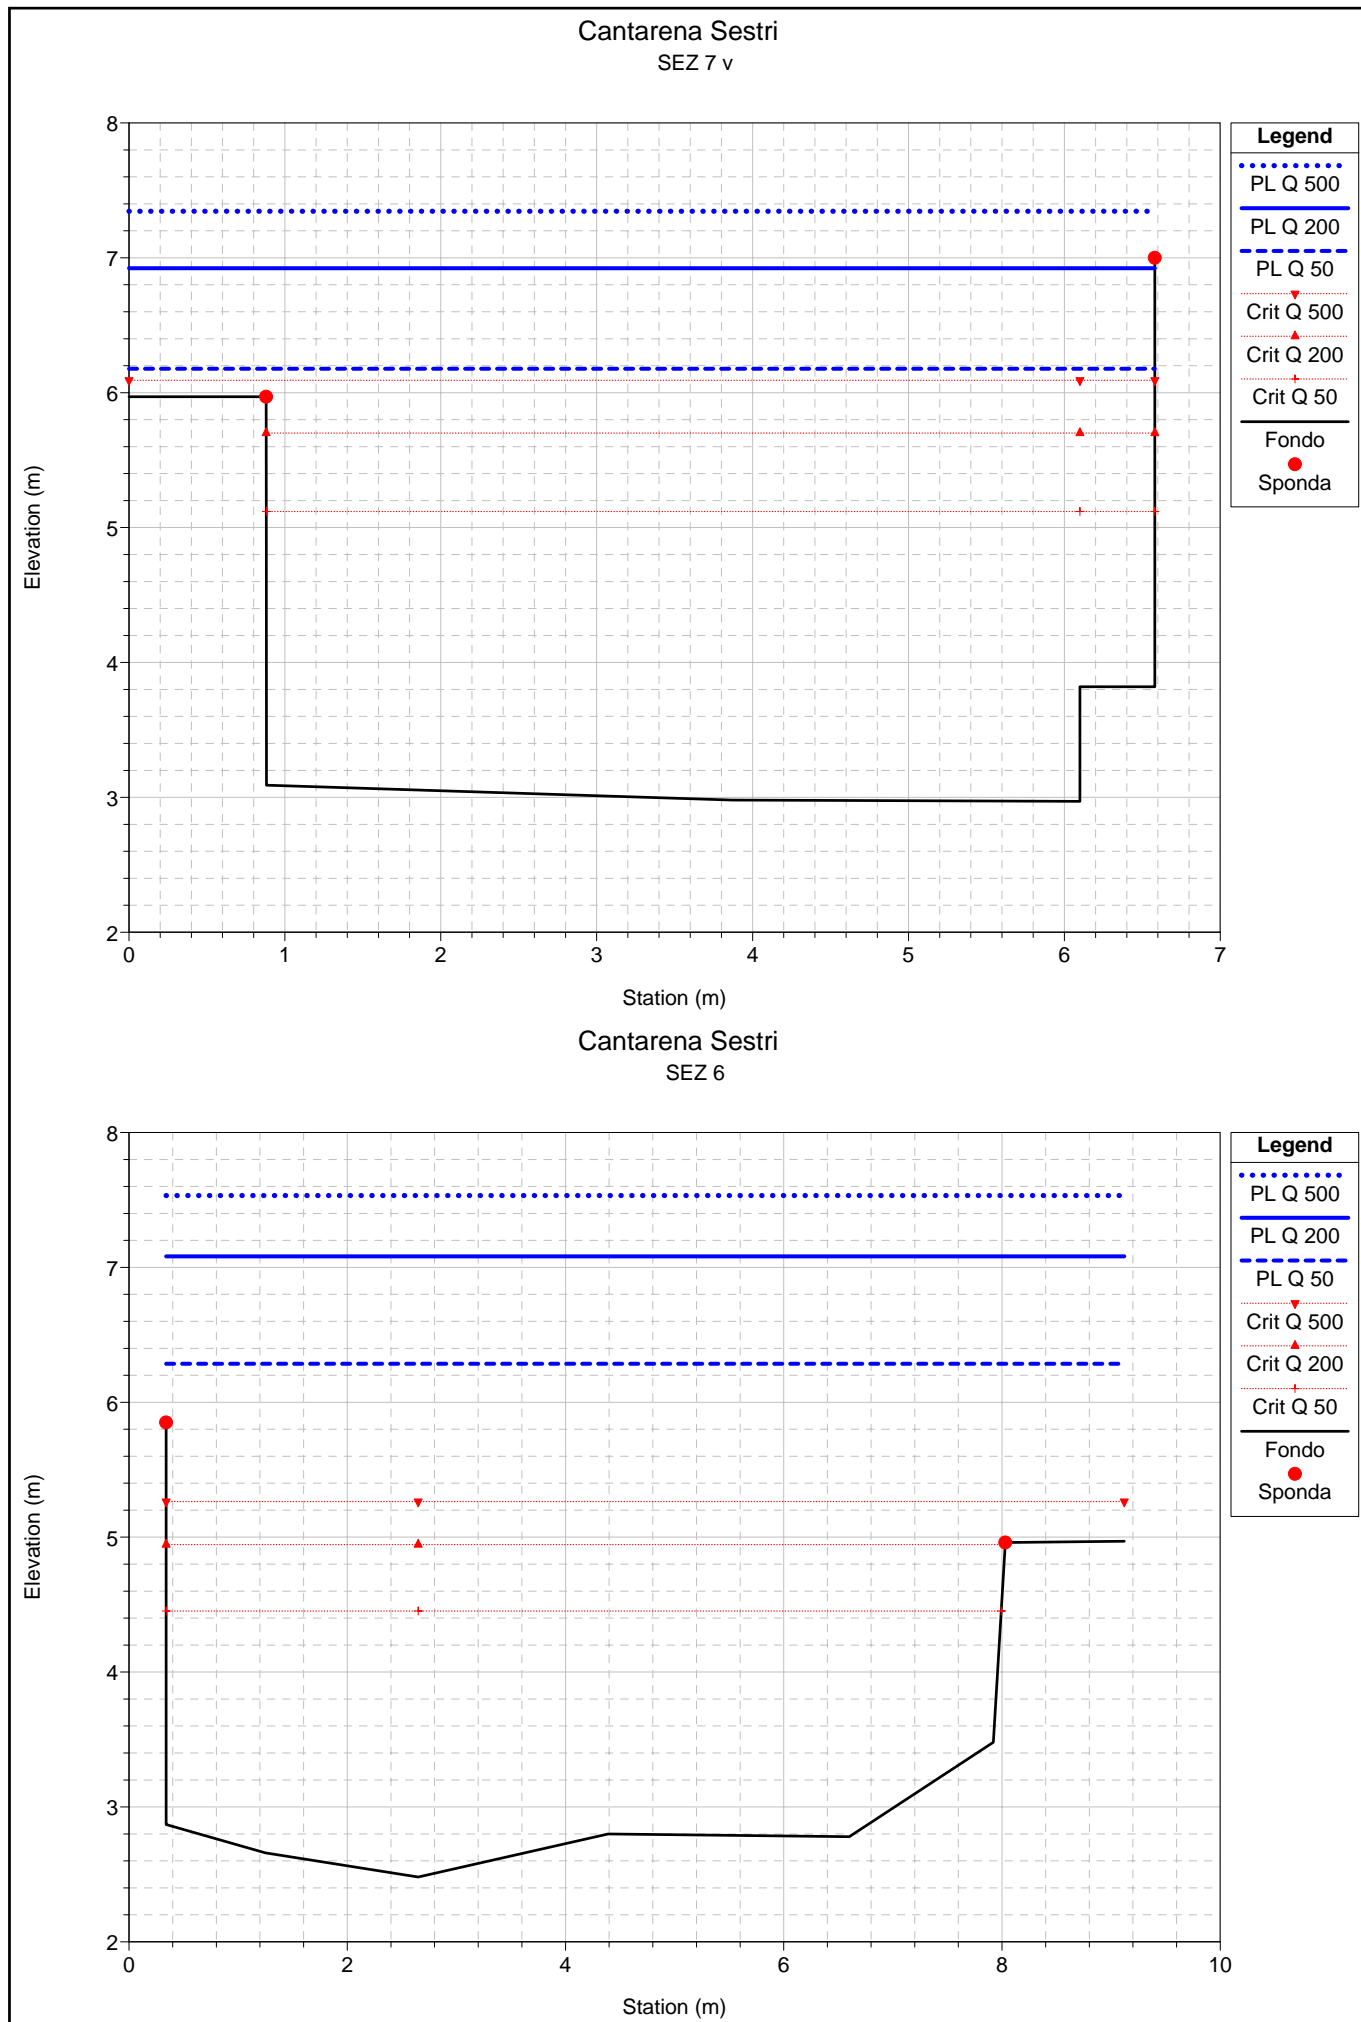 Cantarena Sestri
SEZ 7 v
8
7
6
5
4
3
2
Elevation (m)
0 1 2 3 4 5 6 7
Station (m)
Legend
PL Q 500
PL Q 200
PL Q 50
Crit Q 500
Crit Q 200
Crit Q 50
Fondo
Sponda
Cantarena Sestri
SEZ 6
8
7
6
5
4
3
2
Elevation (m)
0 2 4 6 8 10
Station (m)
Legend
PL Q 500
PL Q 200
PL Q 50
Crit Q 500
Crit Q 200
Crit Q 50
Fondo
Sponda